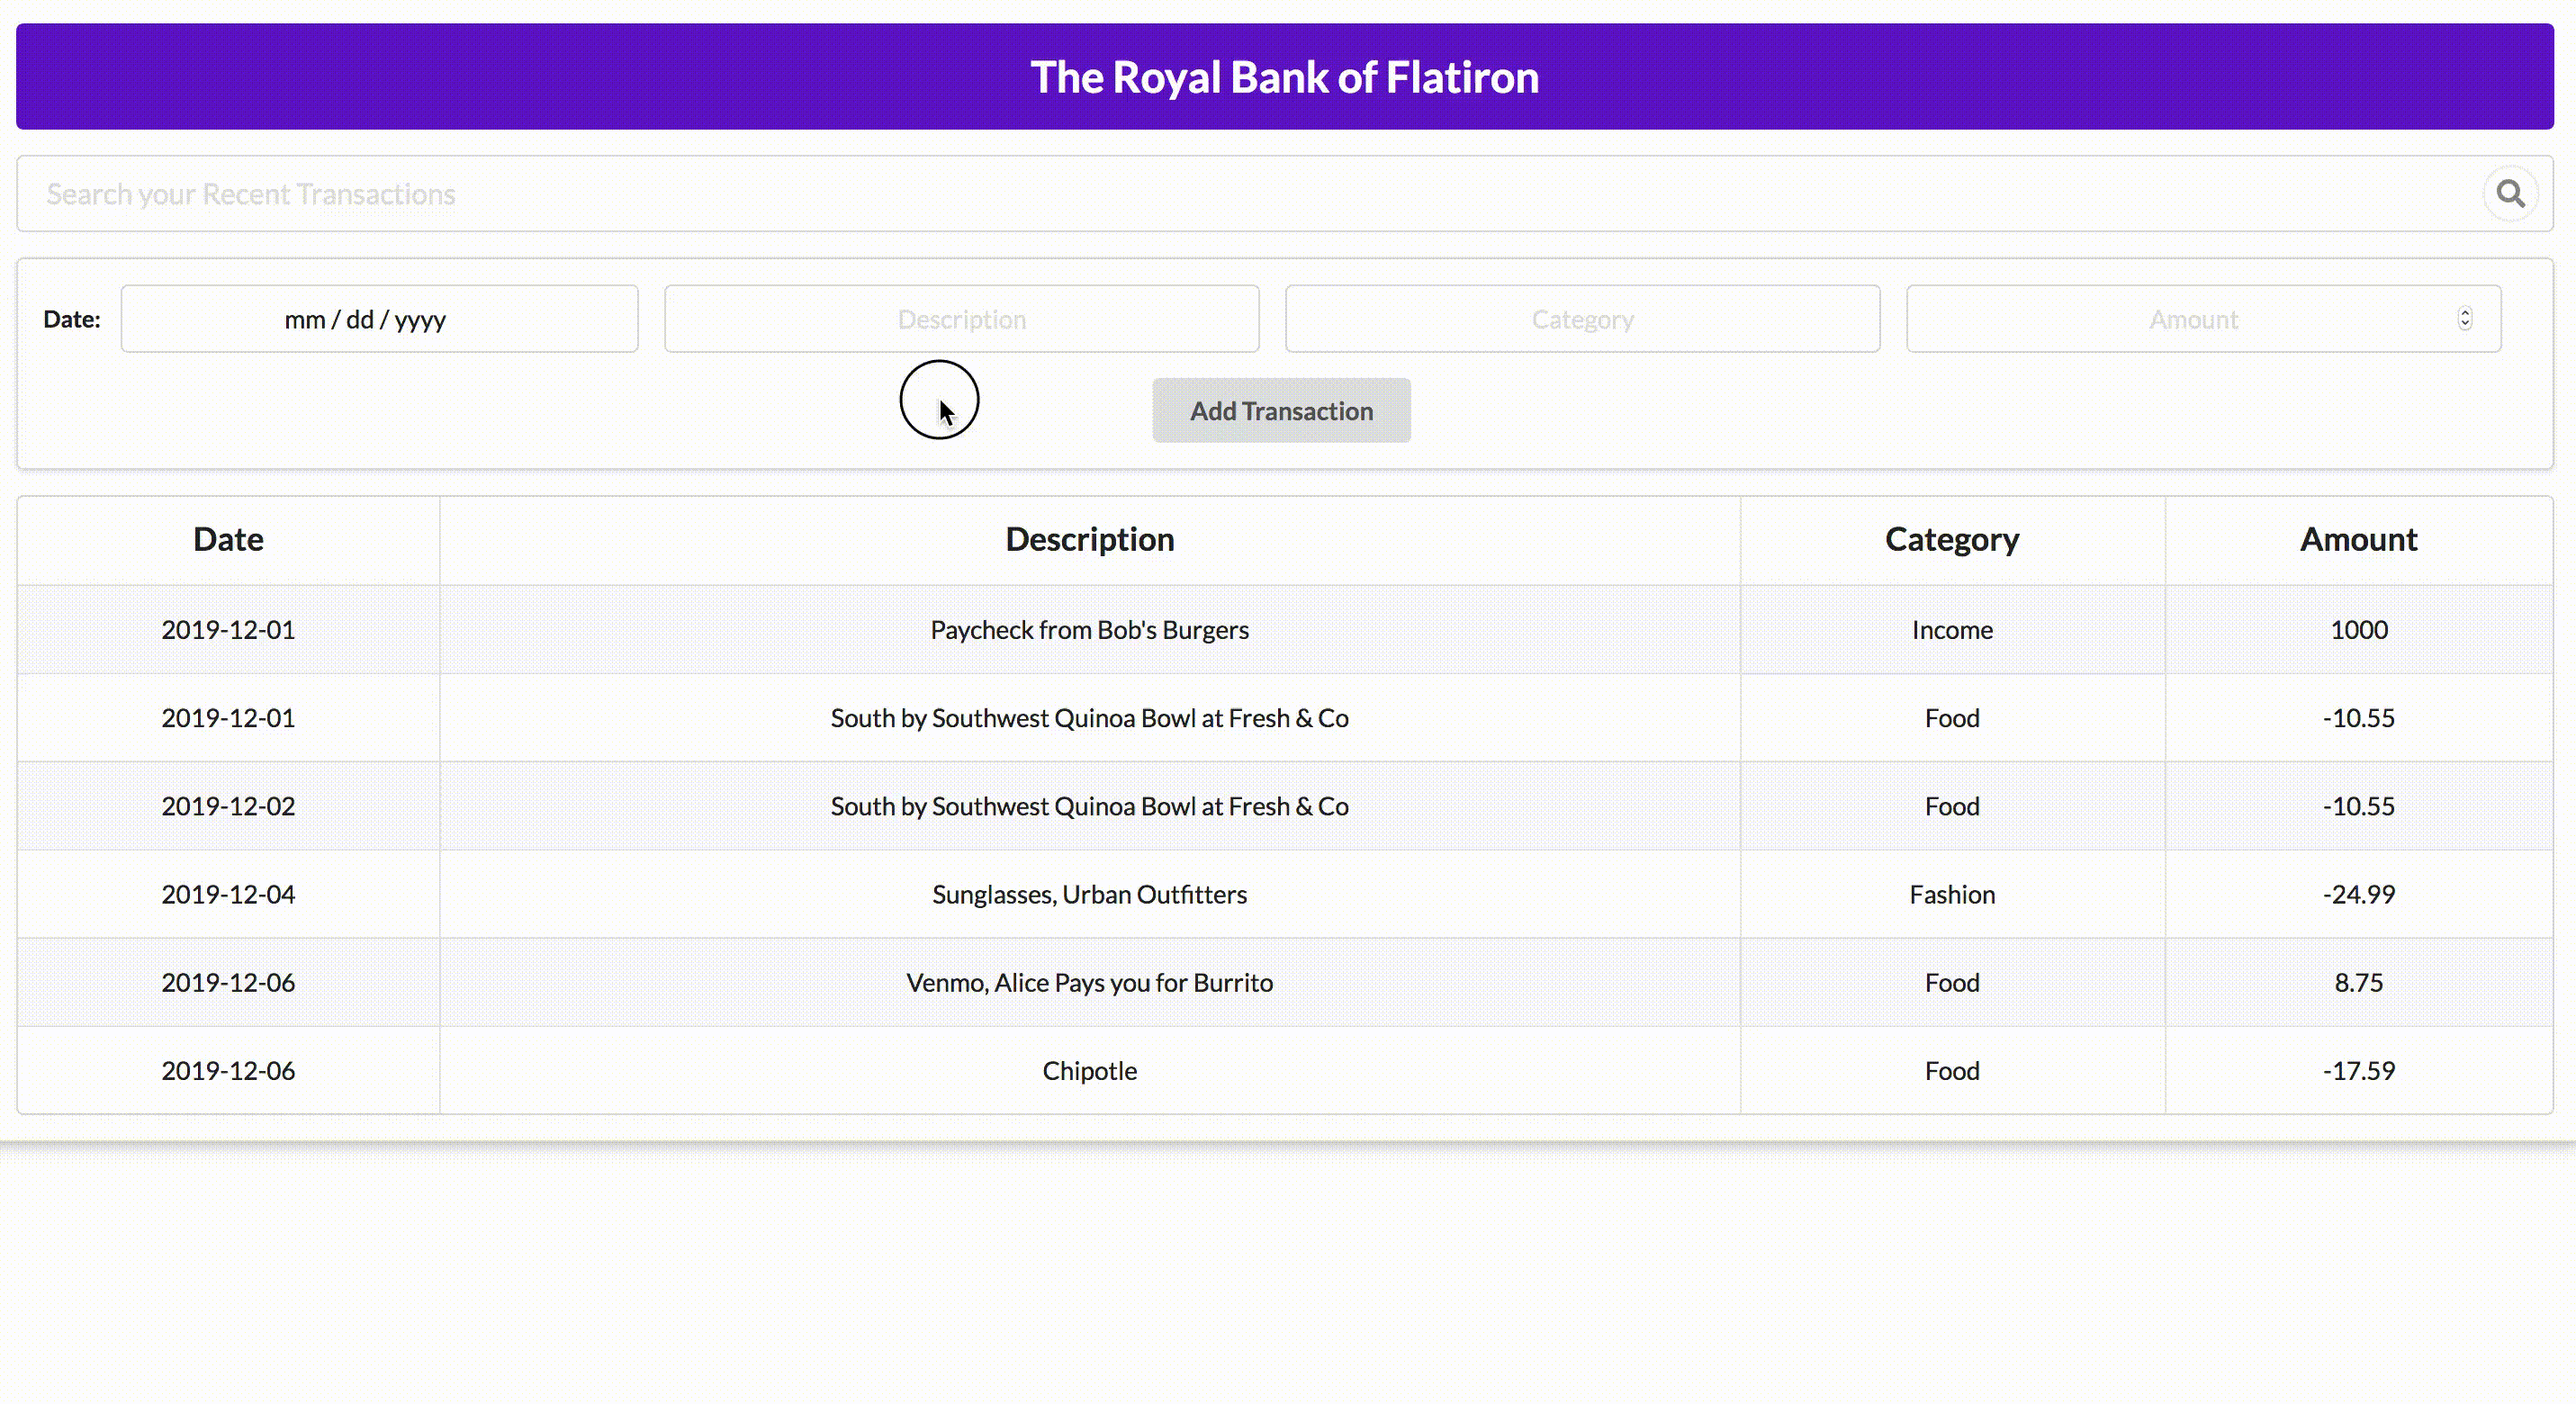 The Royal Bank of Flatiron
Search your Recent Transactions
Date: mm / dd / yyyy Description Category Amount
Add Transaction
Date Description Category Amount
2019-12-01 Paycheck from Bob's Burgers Income 1000
2019-12-01 South by Southwest Quinoa Bowl at Fresh & Co Food -10.55
2019-12-02 South by Southwest Quinoa Bowl at Fresh & Co Food -10.55
2019-12-04 Sunglasses, Urban Outfitters Fashion -24.99
2019-12-06 Venmo, Alice Pays you for Burrito Food 8.75
2019-12-06 Chipotle Food -17.59